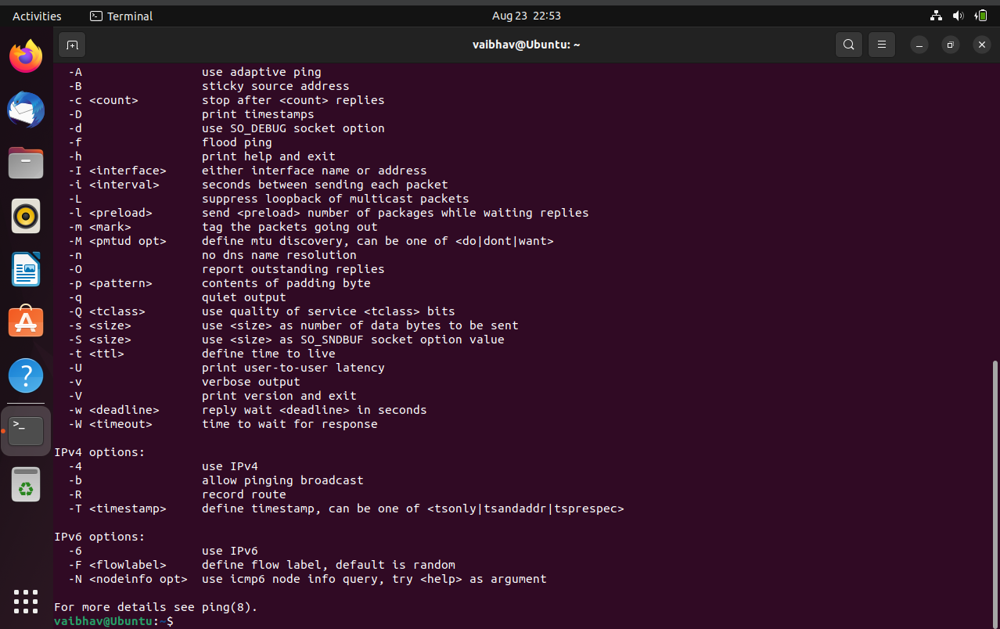 Activities Terminal Aug 23 22:53
vaibhav@Ubuntu: ~
  -A                 use adaptive ping
  -B                 sticky source address
  -c <count>         stop after <count> replies
  -D                 print timestamps
  -d                 use SO_DEBUG socket option
  -f                 flood ping
  -h                 print help and exit
  -I <interface>     either interface name or address
  -i <interval>      seconds between sending each packet
  -L                 suppress loopback of multicast packets
  -l <preload>       send <preload> number of packages while waiting replies
  -m <mark>          tag the packets going out
  -M <pmtud opt>     define mtu discovery, can be one of <do|dont|want>
  -n                 no dns name resolution
  -O                 report outstanding replies
  -p <pattern>       contents of padding byte
  -q                 quiet output
  -Q <tclass>        use quality of service <tclass> bits
  -s <size>          use <size> as number of data bytes to be sent
  -S <size>          use <size> as SO_SNDBUF socket option value
  -t <ttl>           define time to live
  -U                 print user-to-user latency
  -v                 verbose output
  -V                 print version and exit
  -w <deadline>      reply wait <deadline> in seconds
  -W <timeout>       time to wait for response

IPv4 options:
  -4                 use IPv4
  -b                 allow pinging broadcast
  -R                 record route
  -T <timestamp>     define timestamp, can be one of <tsonly|tsandaddr|tsprespec>

IPv6 options:
  -6                 use IPv6
  -F <flowlabel>     define flow label, default is random
  -N <nodeinfo opt>  use icmp6 node info query, try <help> as argument

For more details see ping(8).
vaibhav@Ubuntu:~$